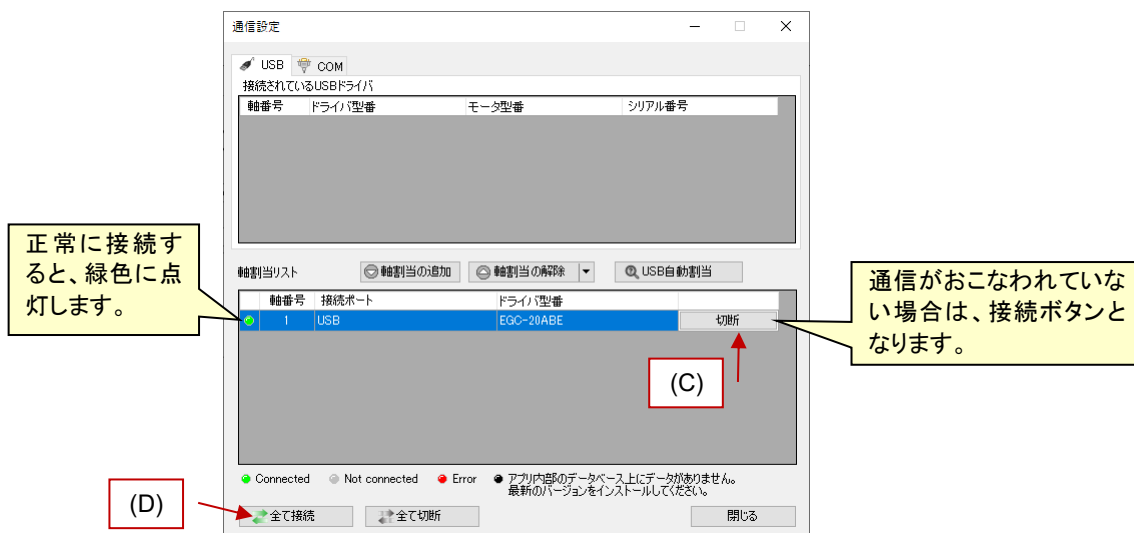 通信設定
USB
COM
接続されているUSBドライバ
軸番号 ドライバ型番 モータ型番 シリアル番号
正常に接続す
ると、緑色に点
灯します。
軸割当リスト 軸割当の追加 軸割当の解除 USB自動割当
軸番号 接続ポート ドライバ型番
1 USB EGC-20ABE 切断
通信がおこなわれていな
い場合は、接続ボタンと
なります。
(C)
Connected Not connected Error アプリ内部のデータベース上にデータがありません。
最新のバージョンをインストールしてください。
(D)
全て接続 全て切断 閉じる